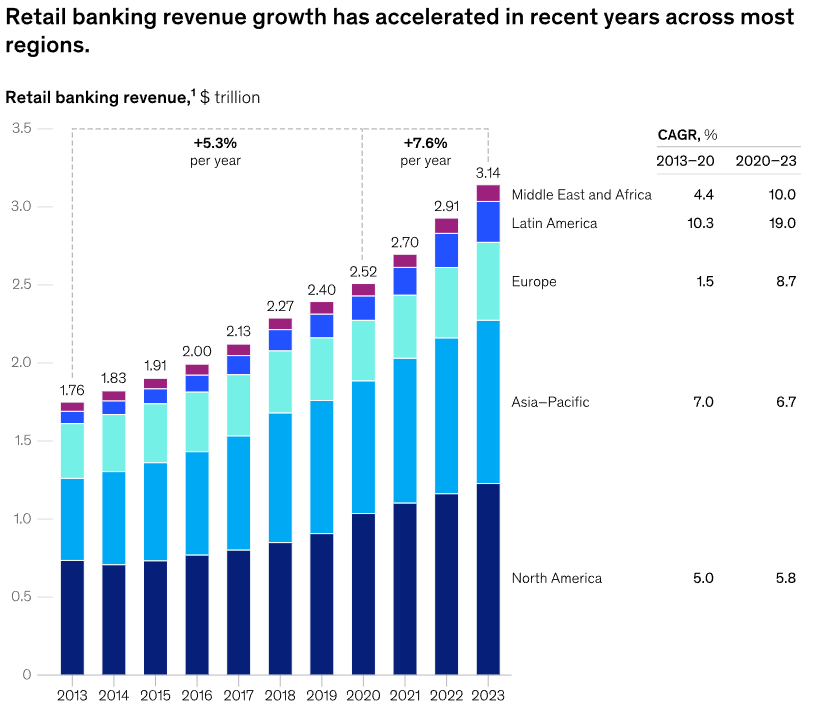 Retail banking revenue growth has accelerated in recent years across most
regions.
Retail banking revenue,¹ $ trillion
3.5
3.0
2.5
2.0
1.5
1.0
0.5
0
+5.3%
per year
+7.6%
per year
1.76
1.83
1.91
2.00
2.13
2.27
2.40
2.52
2.70
2.91
3.14
2013 2014 2015 2016 2017 2018 2019 2020 2021 2022 2023
CAGR, %
2013–20 2020–23
Middle East and Africa 4.4 10.0
Latin America 10.3 19.0
Europe 1.5 8.7
Asia–Pacific 7.0 6.7
North America 5.0 5.8